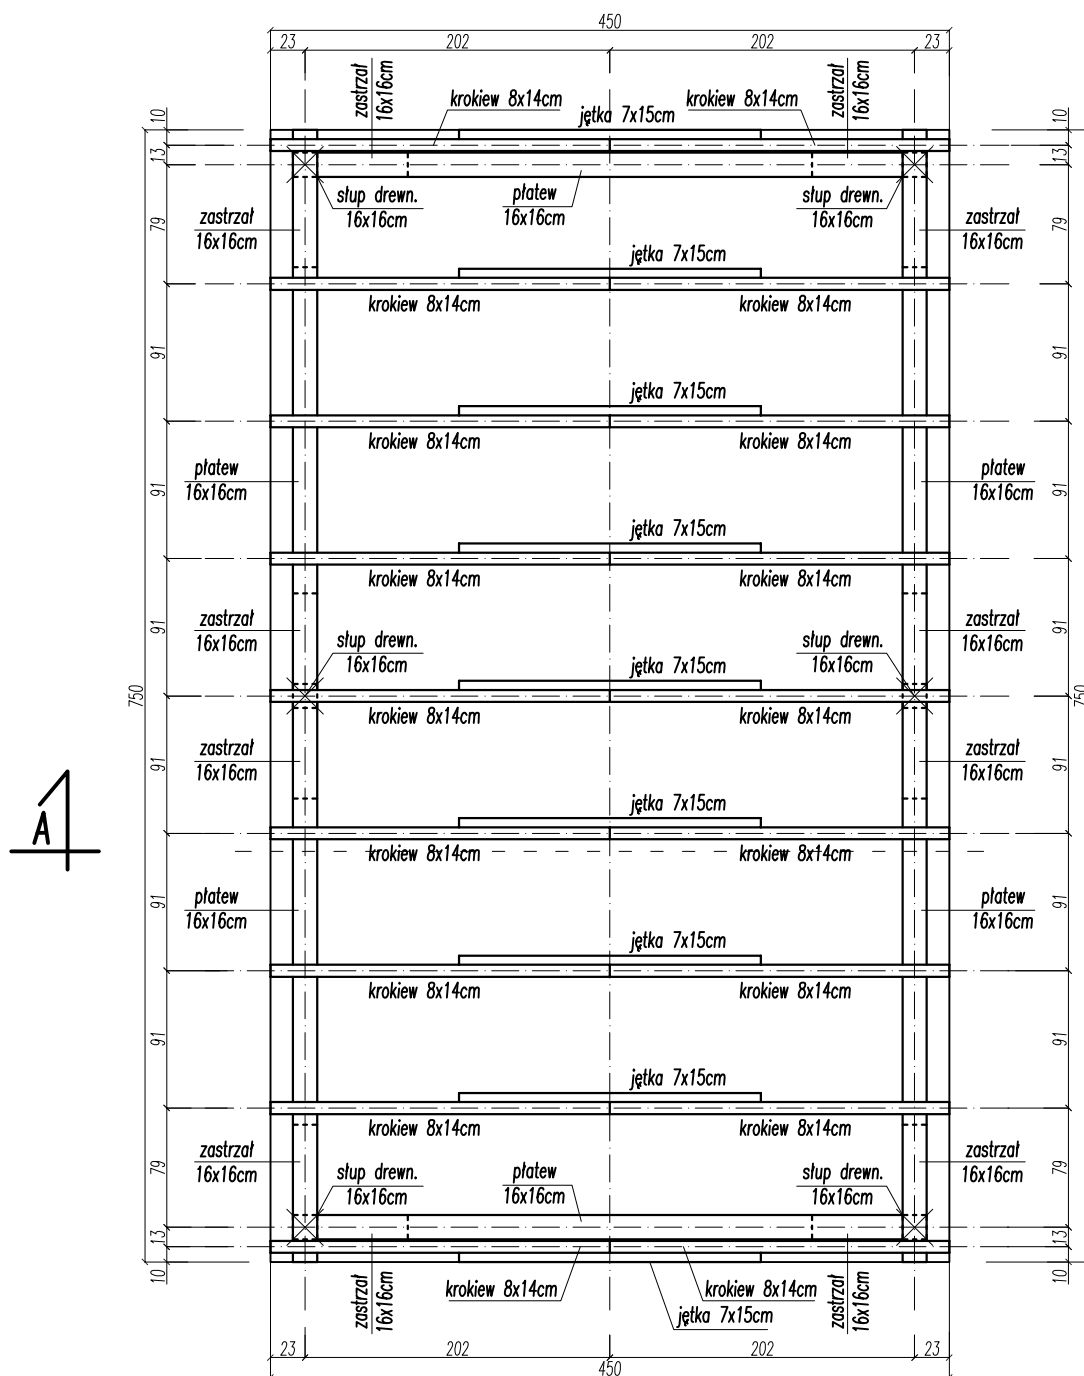 450
23 202 202 23
zastrzał
16x16cm
zastrzał
16x16cm
krokiew 8x14cm krokiew 8x14cm
jętka 7x15cm
10 10
13 13
słup drewn.
16x16cm
płatew
16x16cm
słup drewn.
16x16cm
zastrzał
16x16cm
zastrzał
16x16cm
79 79
jętka 7x15cm
krokiew 8x14cm krokiew 8x14cm
91 91
jętka 7x15cm
krokiew 8x14cm krokiew 8x14cm
płatew
16x16cm
płatew
16x16cm
91 91
jętka 7x15cm
krokiew 8x14cm krokiew 8x14cm
zastrzał
16x16cm
zastrzał
16x16cm
91 91
słup drewn.
16x16cm
słup drewn.
16x16cm
jętka 7x15cm
750 750
krokiew 8x14cm krokiew 8x14cm
zastrzał
16x16cm
zastrzał
16x16cm
91 91
jętka 7x15cm
A
krokiew 8x14cm krokiew 8x14cm
płatew
16x16cm
płatew
16x16cm
91 91
jętka 7x15cm
krokiew 8x14cm krokiew 8x14cm
91 91
jętka 7x15cm
krokiew 8x14cm krokiew 8x14cm
zastrzał
16x16cm
zastrzał
16x16cm
79 79
słup drewn.
16x16cm
płatew
16x16cm
słup drewn.
16x16cm
13 13
10 10
krokiew 8x14cm krokiew 8x14cm
jętka 7x15cm
zastrzał
16x16cm
zastrzał
16x16cm
23 202 202 23
450